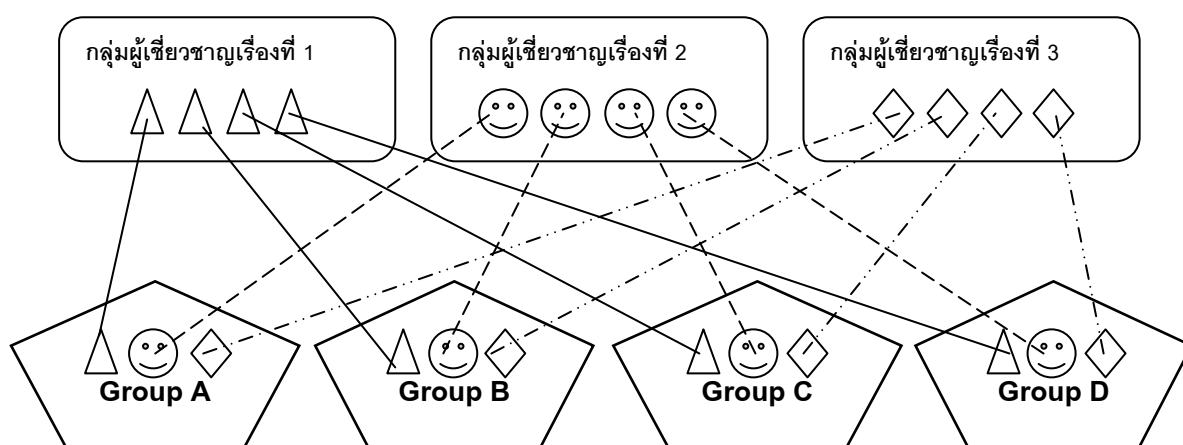 กลุ่มผู้เชี่ยวชาญเรื่องที่ 1
กลุ่มผู้เชี่ยวชาญเรื่องที่ 2
กลุ่มผู้เชี่ยวชาญเรื่องที่ 3
Group A
Group B
Group C
Group D